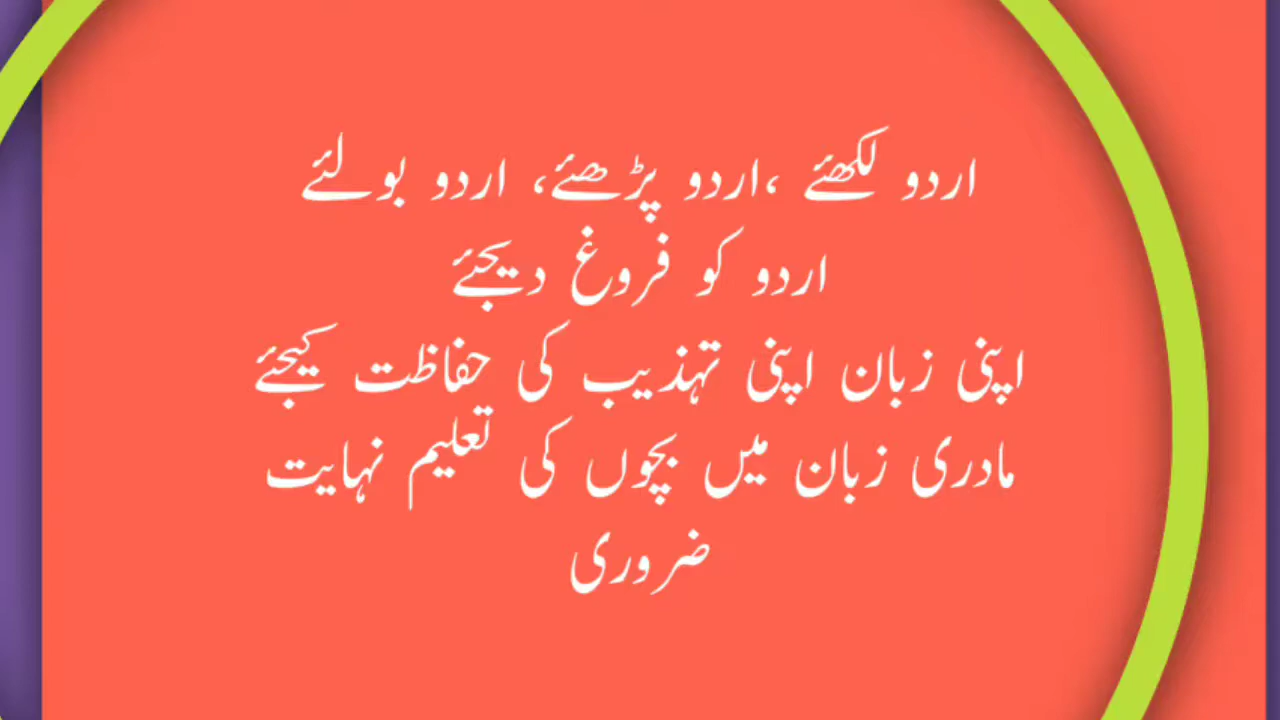 اردو لکھئے ،اردو پڑھئے، اردو بولئے
اردو کو فروغ دیجئے
اپنی زبان اپنی تہذیب کی حفاظت کیجئے
مادری زبان میں بچوں کی تعلیم نہایت
ضروری